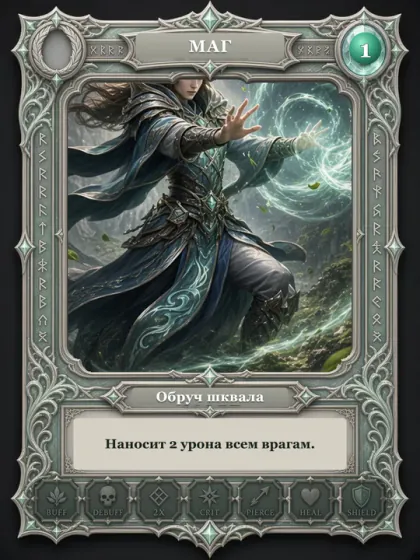 МАГ
1
Обруч шквала
Наносит 2 урона всем врагам.
BUFF DEBUFF 2X CRIT PIERCE HEAL SHIELD